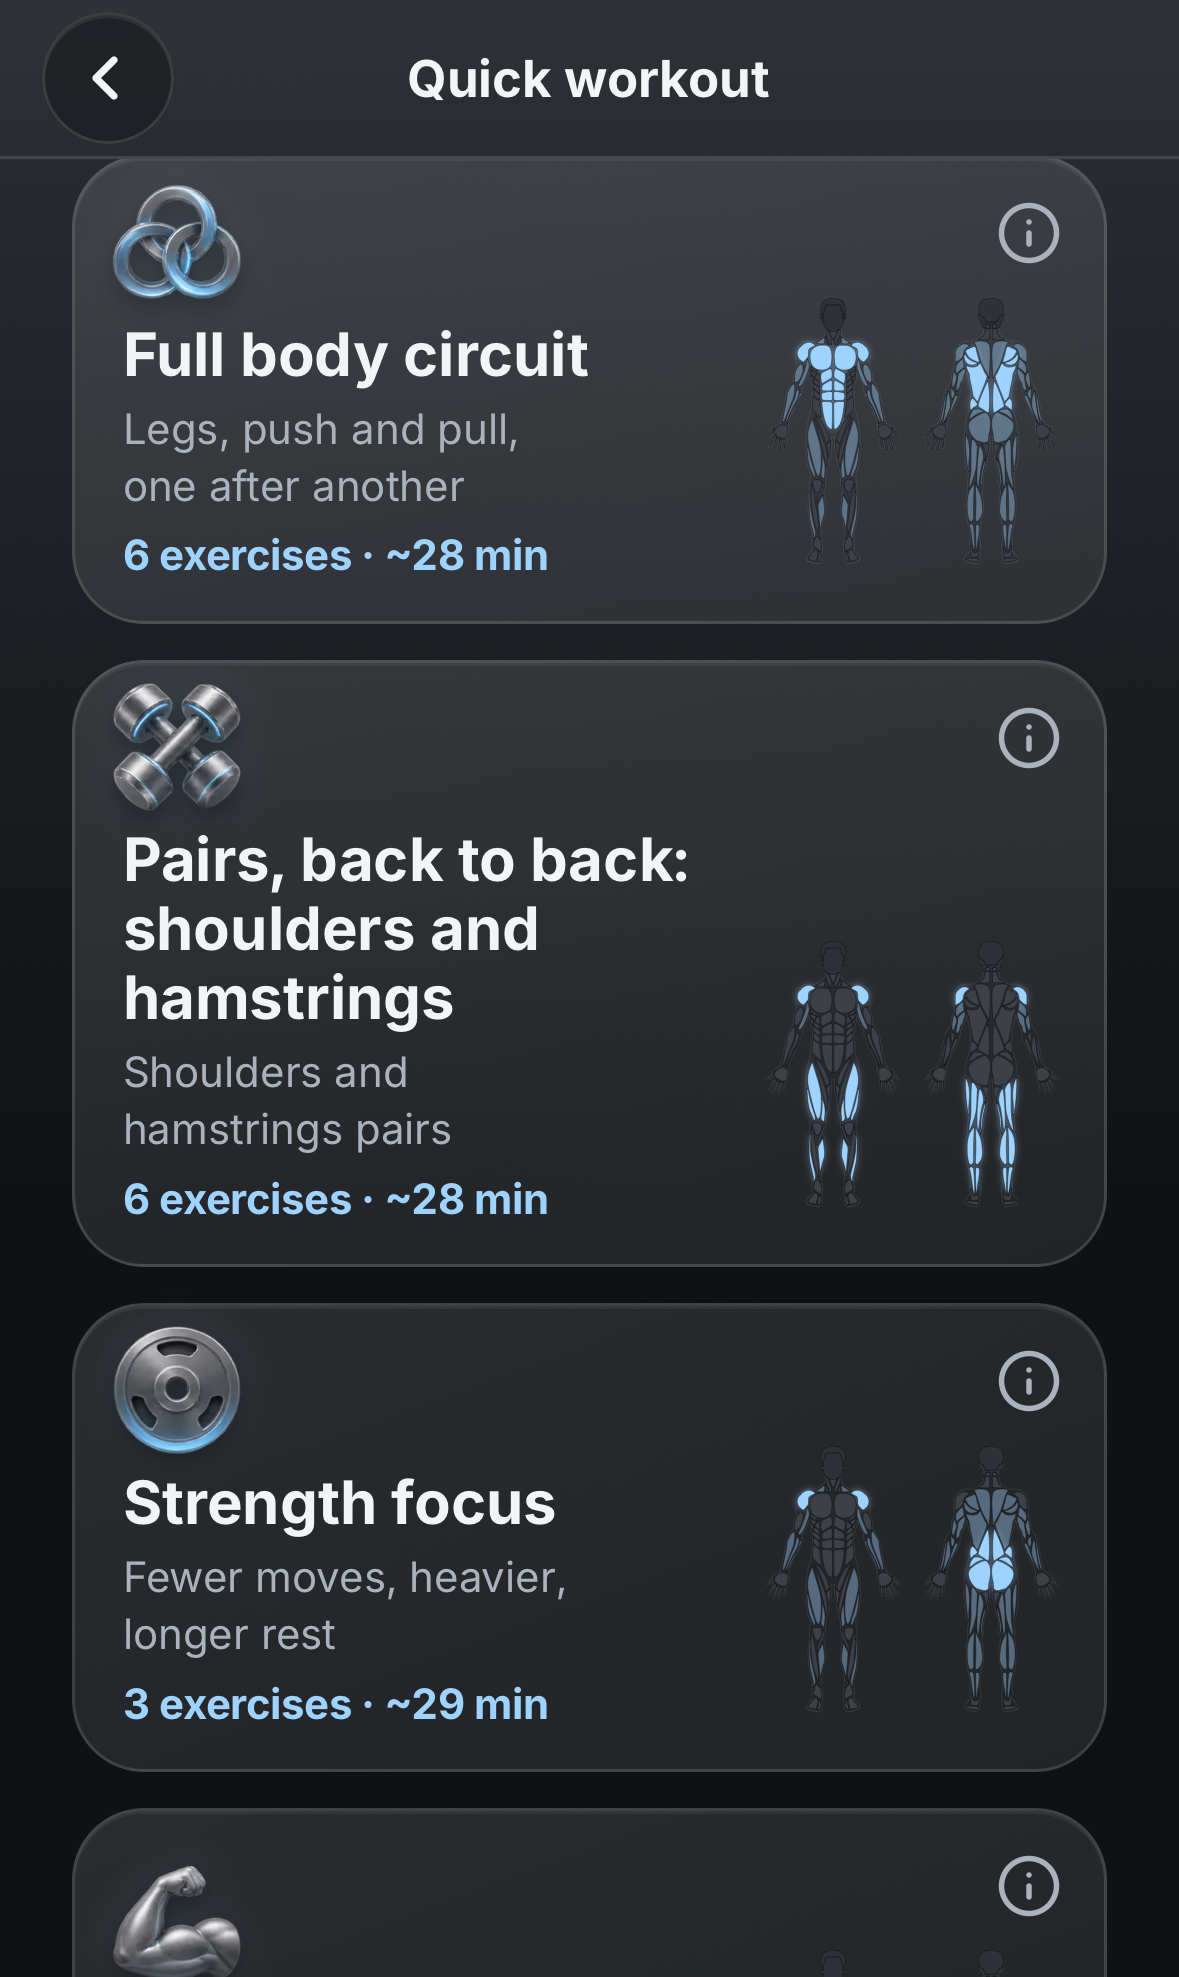 Quick workout
Full body circuit
Legs, push and pull,
one after another
6 exercises · ~28 min
Pairs, back to back:
shoulders and
hamstrings
Shoulders and
hamstrings pairs
6 exercises · ~28 min
Strength focus
Fewer moves, heavier,
longer rest
3 exercises · ~29 min